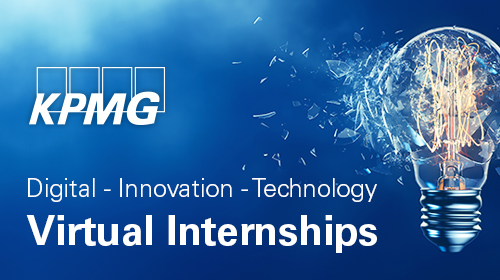 KPMG
Digital - Innovation - Technology
Virtual Internships